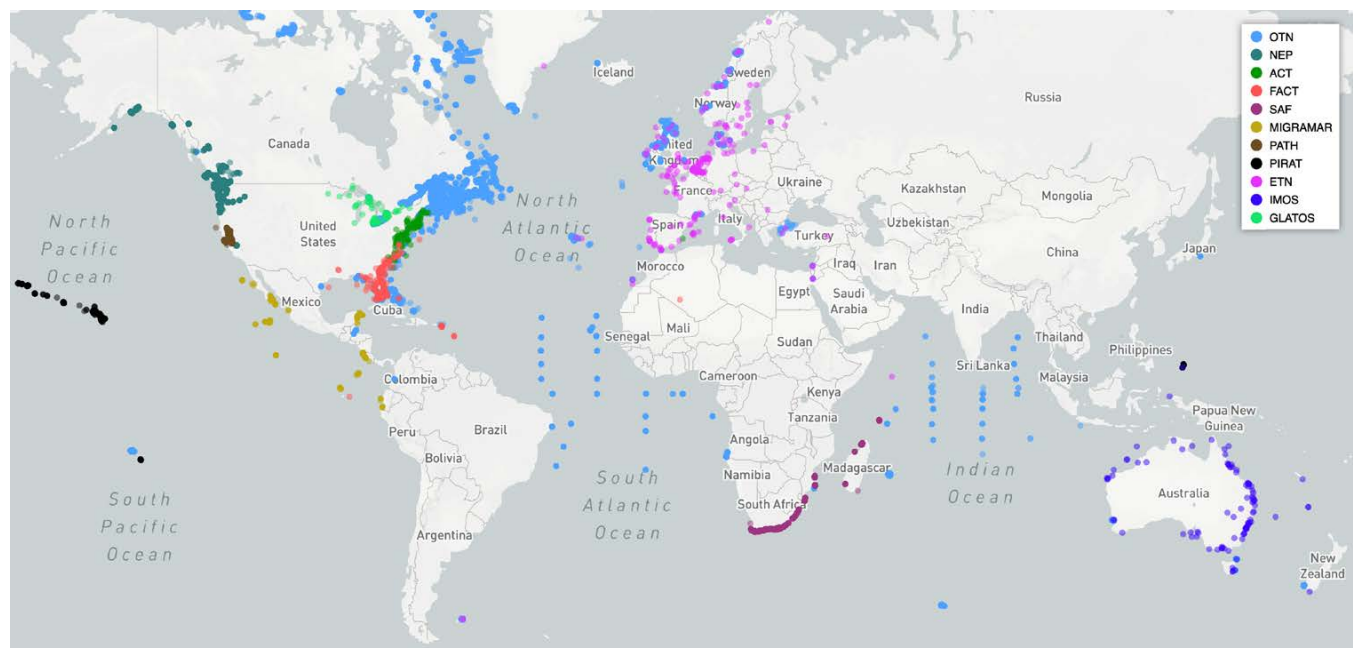 OTN
NEP
ACT
FACT
SAF
MIGRAMAR
PATH
PIRAT
ETN
IMOS
GLATOS
Iceland
Sweden
Norway
Russia
Canada
United
Kingdom
France
Ukraine
Kazakhstan
Mongolia
North
Pacific
Ocean
United
States
North
Atlantic
Ocean
Spain
Italy
Turkey
Uzbekistan
China
Japan
Morocco
Iraq
Iran
Mexico
Cuba
Egypt
Saudi
Arabia
India
Senegal
Mali
Sudan
Thailand
Philippines
Colombia
Cameroon
Sri Lanka
Malaysia
Kenya
Tanzania
Papua New
Guinea
Peru
Brazil
Angola
Bolivia
Namibia
Madagascar
South
Atlantic
Ocean
Indian
Ocean
South
Pacific
Ocean
South Africa
Australia
Argentina
New
Zealand